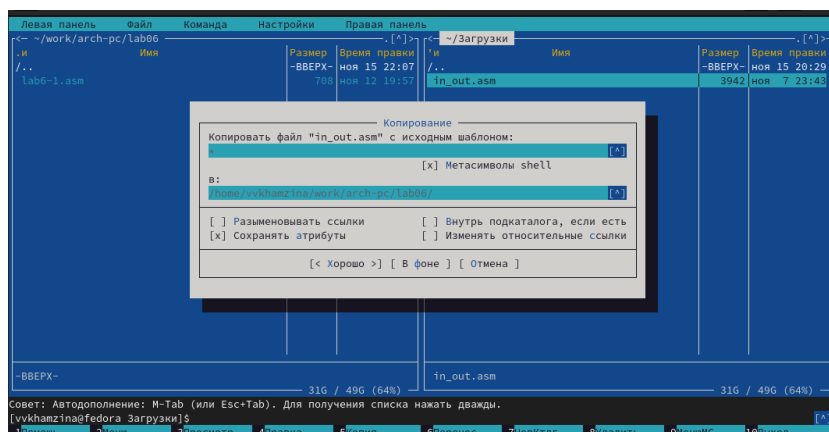 Левая панель Файл Команда Настройки Правая панель
<— ~/work/arch-pc/lab06 .[^]>
<— ~/Загрузки .[^]>
.и Имя Размер Время правки
'и Имя Размер Время правки
/.. -ВВЕРХ- ноя 15 22:07
/.. -ВВЕРХ- ноя 15 20:29
lab6-1.asm 708 ноя 12 19:57
in_out.asm 3942 ноя 7 23:43
Копирование
Копировать файл "in_out.asm" с исходным шаблоном:
* [^]
[x] Метасимволы shell
в:
/home/vvkhamzina/work/arch-pc/lab06/ [^]
[ ] Разыменовывать ссылки [ ] Внутрь подкаталога, если есть
[x] Сохранять атрибуты [ ] Изменять относительные ссылки
[< Хорошо >] [ В фоне ] [ Отмена ]
-ВВЕРХ-
in_out.asm
31G / 49G (64%)
31G / 49G (64%)
Совет: Автодополнение: M-Tab (или Esc+Tab). Для получения списка нажать дважды.
[vvkhamzina@fedora Загрузки]$ [^]